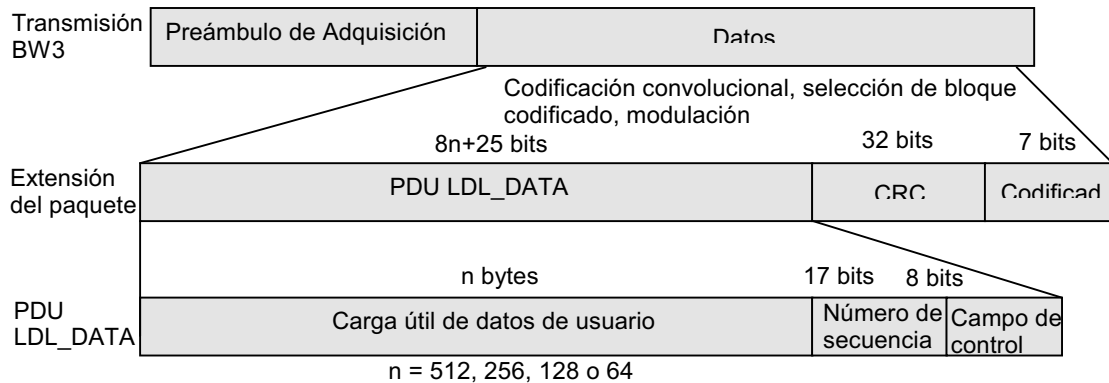 Transmisión
BW3
Preámbulo de Adquisición
Datos
Codificación convolucional, selección de bloque
codificado, modulación
8n+25 bits
32 bits
7 bits
Extensión
del paquete
PDU LDL_DATA
CRC
Codificad
n bytes
17 bits
8 bits
PDU
LDL_DATA
Carga útil de datos de usuario
Número de
secuencia
Campo de
control
n = 512, 256, 128 o 64